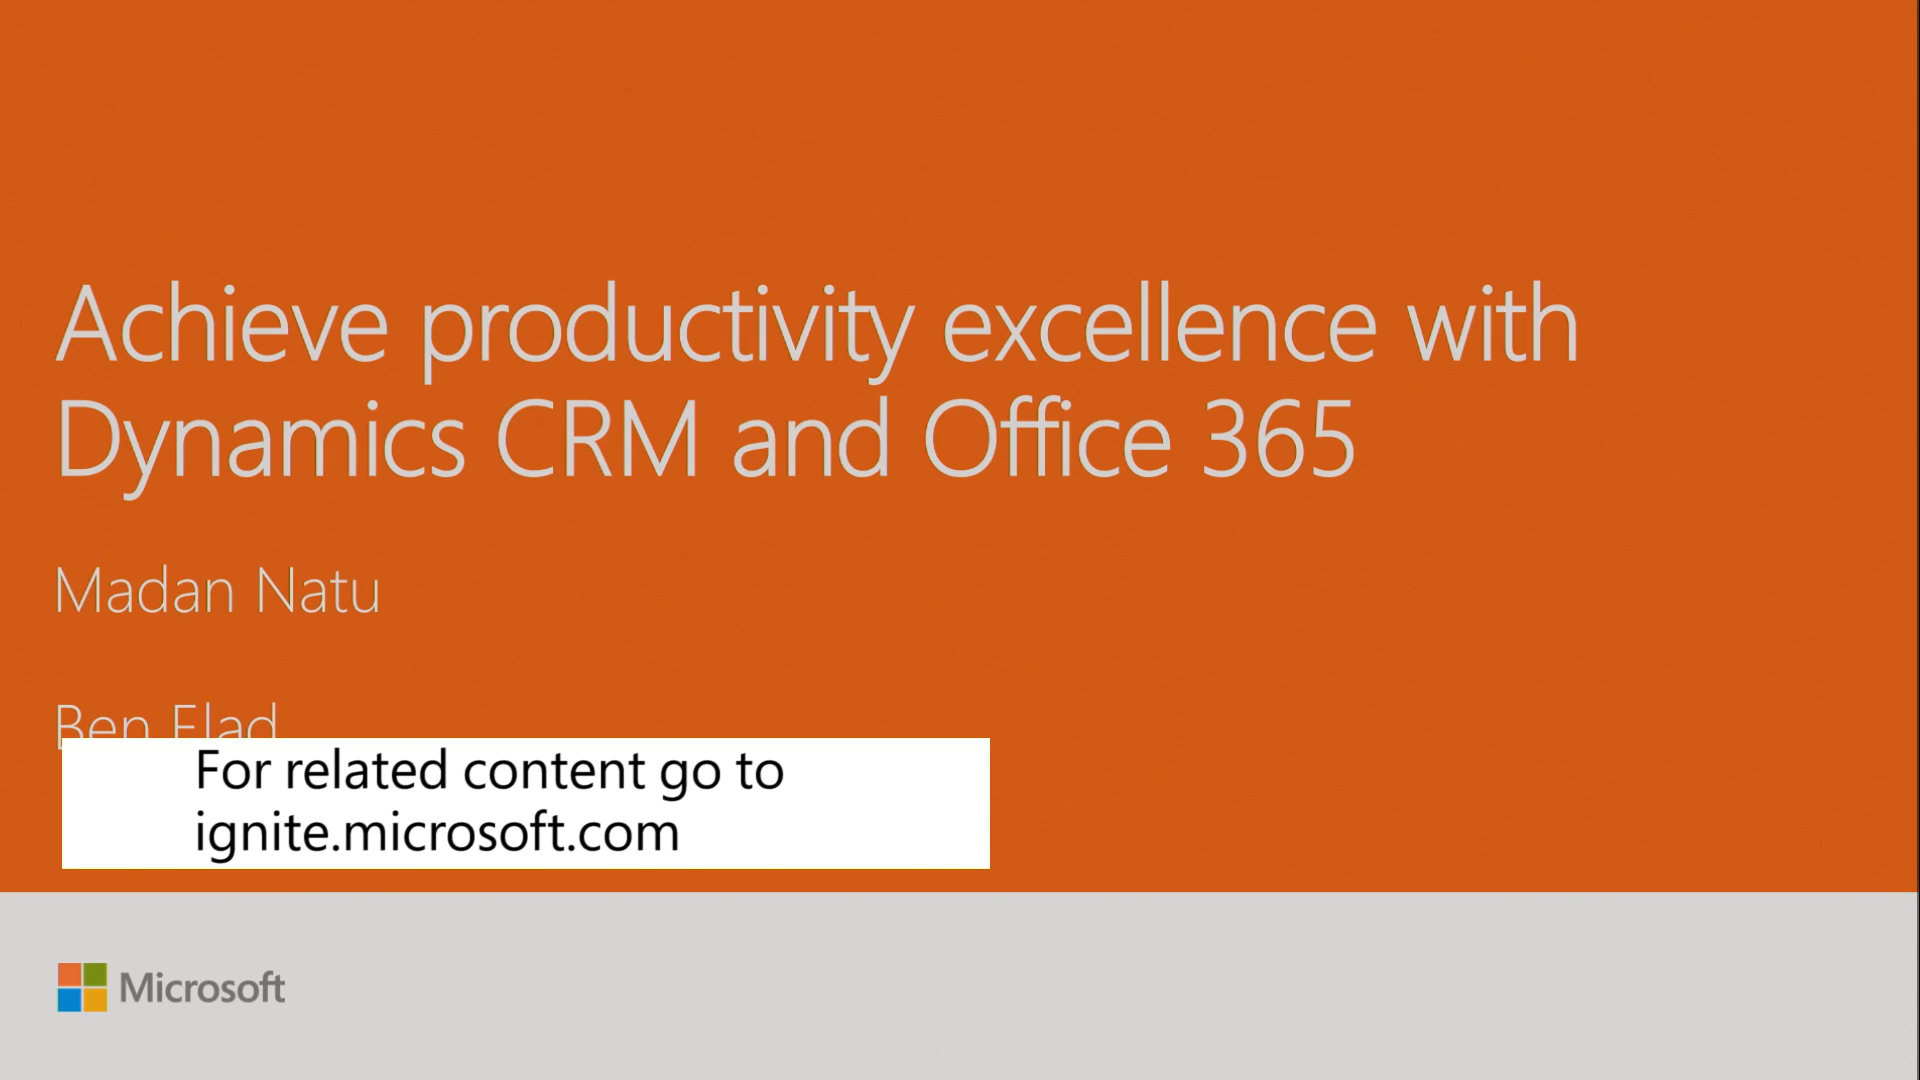 Achieve productivity excellence with
Dynamics CRM and Office 365
Madan Natu
Ben Elad
For related content go to
ignite.microsoft.com
Microsoft